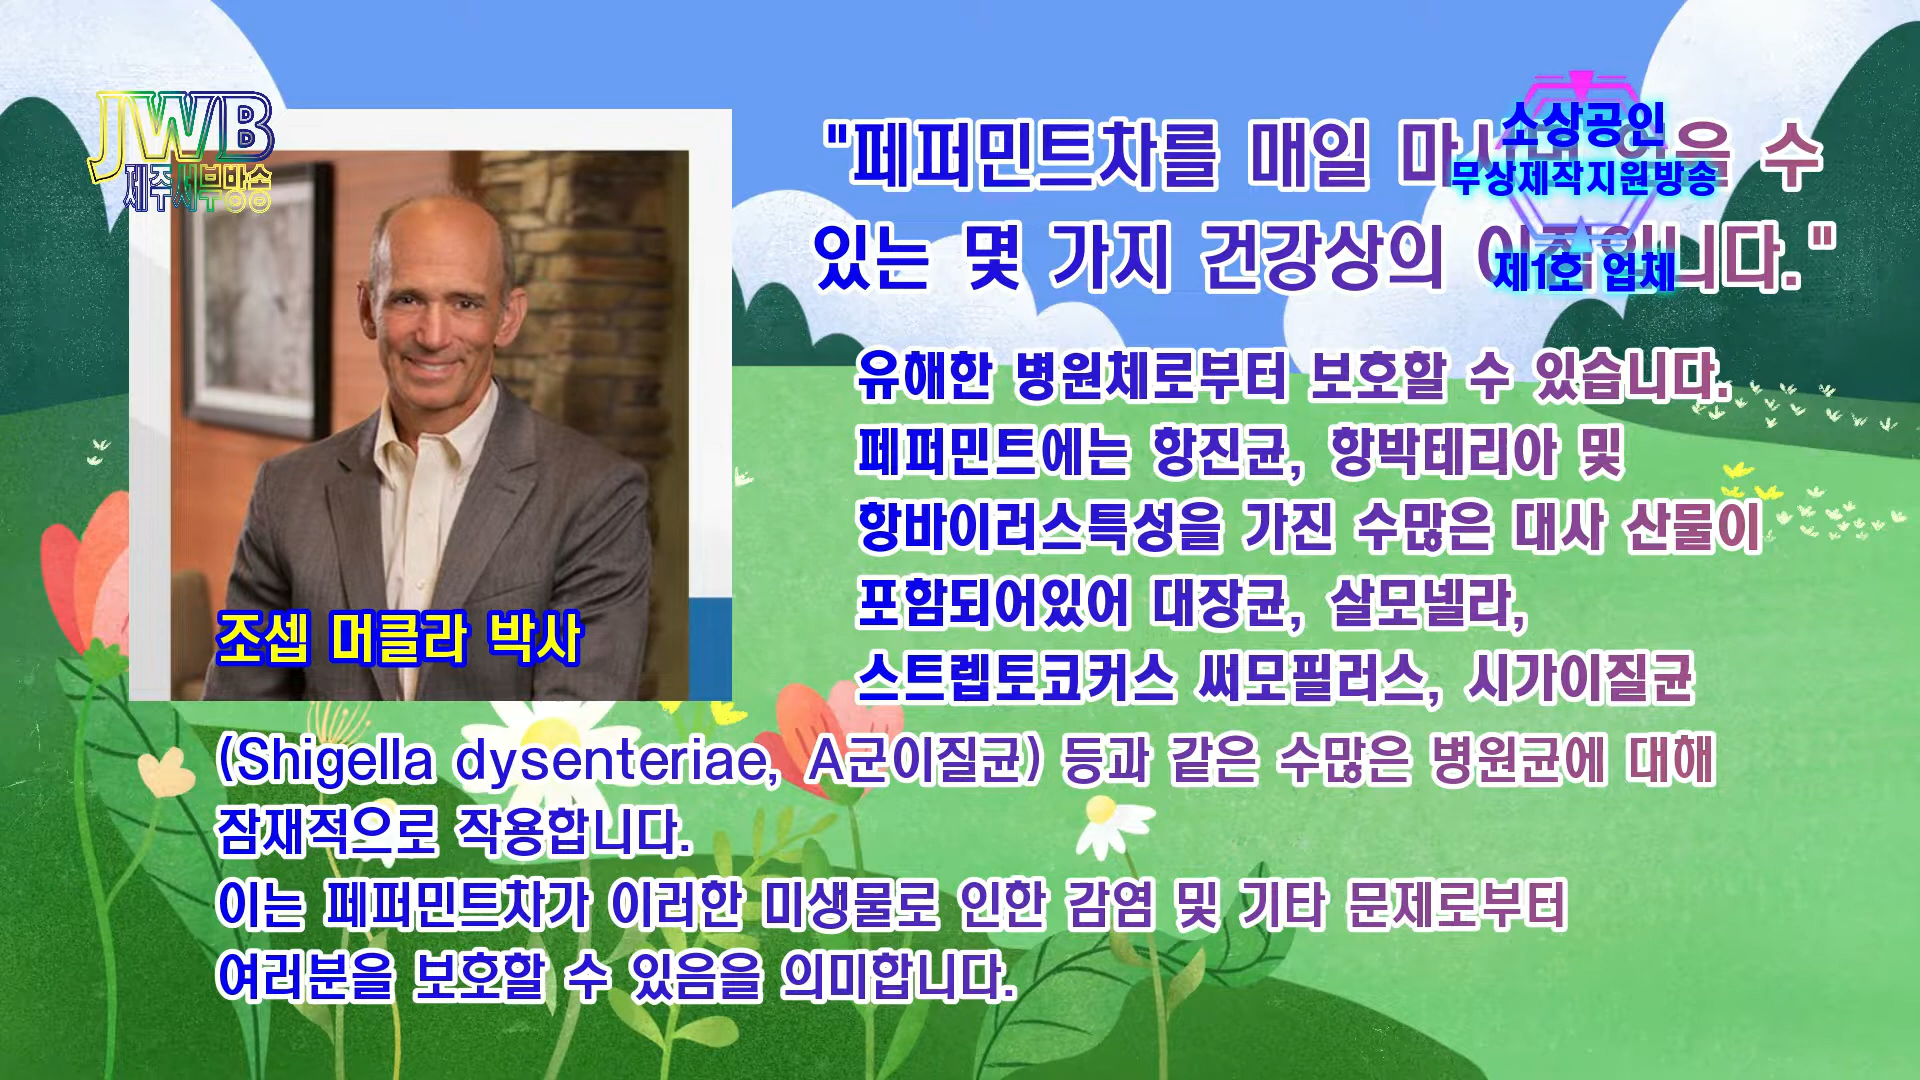 JWB
제주서부방송
"페퍼민트차를 매일 수
소상공인
무상제작지원방송
있는 몇 가지 건강상의
제1호 업체
유해한 병원체로부터 보호할 수 있습니다.
페퍼민트에는 항진균, 항박테리아 및
항바이러스특성을 가진 수많은 대사 산물이
포함되어있어 대장균, 살모넬라,
조셉 머클라 박사
스트렙토코커스 써모필러스, 시가이질균
(Shigella dysenteriae, A군이질균) 등과 같은 수많은 병원균에 대해
잠재적으로 작용합니다.
이는 페퍼민트차가 이러한 미생물로 인한 감염 및 기타 문제로부터
여러분을 보호할 수 있음을 의미합니다.